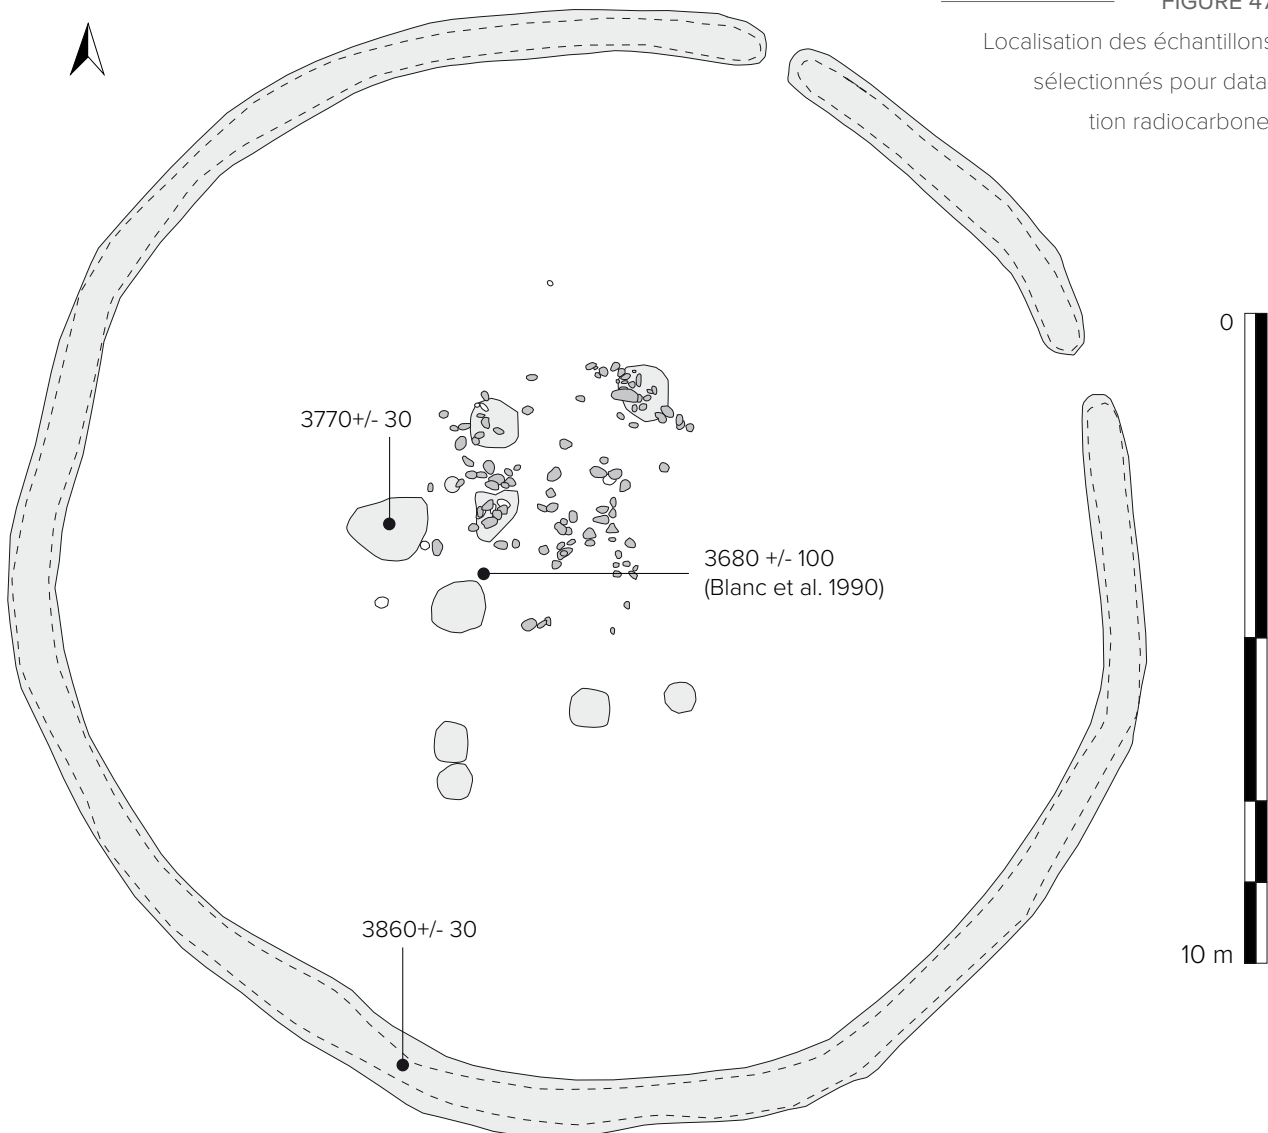 FIGURE 47
Localisation des échantillons
sélectionnés pour data
tion radiocarbone
0
3770+/- 30
3680 +/- 100
(Blanc et al. 1990)
3860+/- 30
10 m